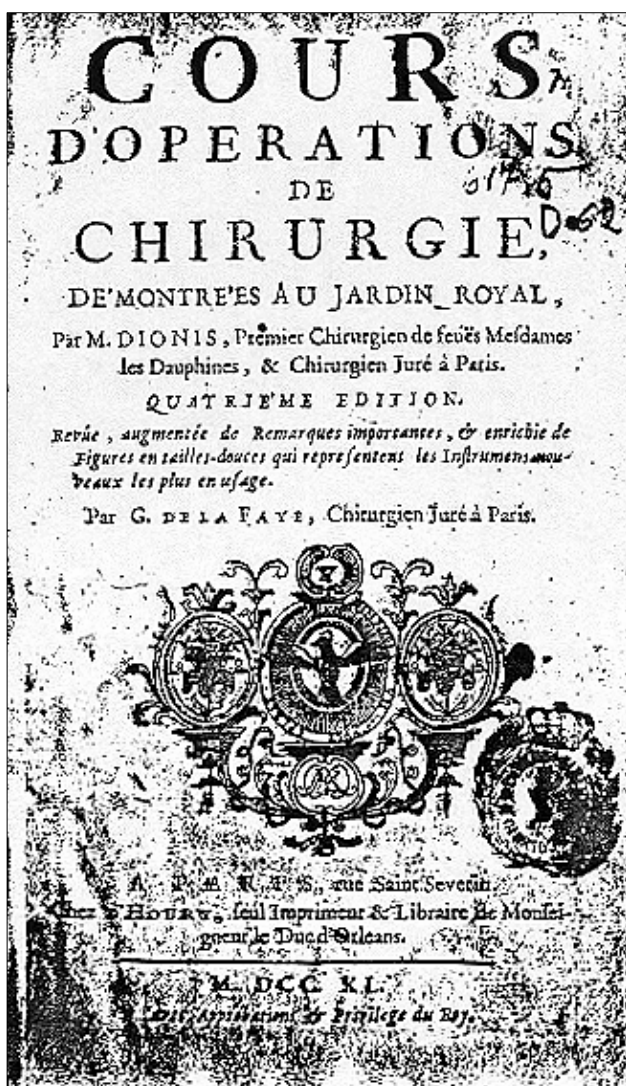 COURS
D'OPERATIONS
DE
CHIRURGIE,
DE'MONTRE'ES AU JARDIN ROYAL,
Par M. DIONIS, Premier Chirurgien de feuës Mesdames
les Dauphines, & Chirurgien Juré à Paris.
QUATRIE'ME EDITION.
Revûe, augmentée de Remarques importantes, & enrichie de
Figures en tailles-douces qui representent les Instrumens nou-
veaux les plus en usage.
Par G. DE LA FAYE, Chirurgien Juré à Paris.
A PARIS, rue Saint Severin.
Chez D'HOURY, seul Imprimeur & Libraire de Monsei-
gneur le Duc d'Orleans.
M. DCC. XL.
Avec Approbations & Privilege du Roy.